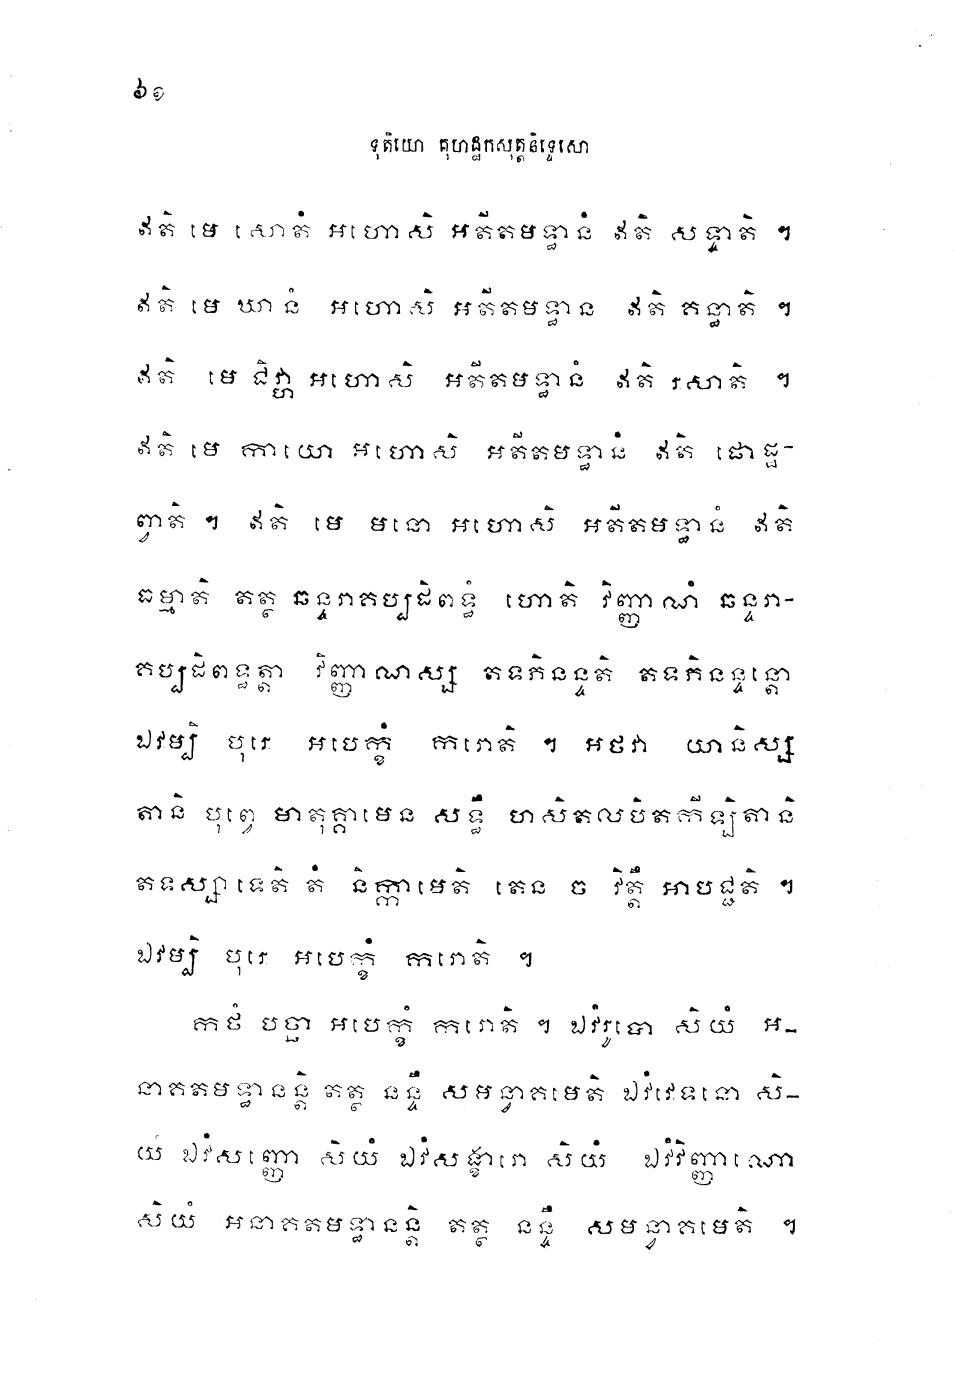 ៦១
ទុតិយោ គុហដ្ឋកសុត្តនិទ្ទេសោ
ឥតិ មេ សោតំ អហោសិ អតីតមទ្ធានំ ឥតិ សទ្ទាតិ ។
ឥតិ មេ ឃានំ អហោសិ អតីតមទ្ធាន ឥតិ គន្ធាតិ ។
ឥតិ មេ ជិវ្ហា អហោសិ អតីតមទ្ធានំ ឥតិ រសាតិ ។
ឥតិ មេ កាយោ អហោសិ អតីតមទ្ធានំ ឥតិ ផោដ្ឋ-
ព្វាតិ ។ ឥតិ មេ មនោ អហោសិ អតីតមទ្ធានំ ឥតិ
ធម្មាតិ តត្ថ ឆន្ទរាគប្បដិពទ្ធំ ហោតិ វិញ្ញាណំ ឆន្ទរា-
គប្បដិពទ្ធត្តា វិញ្ញាណស្ស តទភិនន្ទតិ តទភិនន្ទន្តោ
ឯវម្បិ បុរេ អបេក្ខំ ករោតិ ។ អថវា យានិស្ស
តានិ បុព្វេ មាតុគ្គាមេន សទ្ធឹ ហសិតលបិតកីឡិតានិ
តទស្សាទេតិ តំ និក្កាមេតិ តេន ច វិត្តឹ អាបជ្ជតិ ។
ឯវម្បិ បុរេ អបេក្ខំ ករោតិ ។
កថំ បច្ឆា អបេក្ខំ ករោតិ ។ ឯវំរូបោ សិយំ អ-
នាគតមទ្ធានន្តិ តត្ថ នន្ទឹ សមន្វាគមេតិ ឯវំវេទនោ សិ-
យំ ឯវំសញ្ញោ សិយំ ឯវំសង្ខារោ សិយំ ឯវំវិញ្ញាណោ
សិយំ អនាគតមទ្ធានន្តិ តត្ថ នន្ទឹ សមន្វាគមេតិ ។